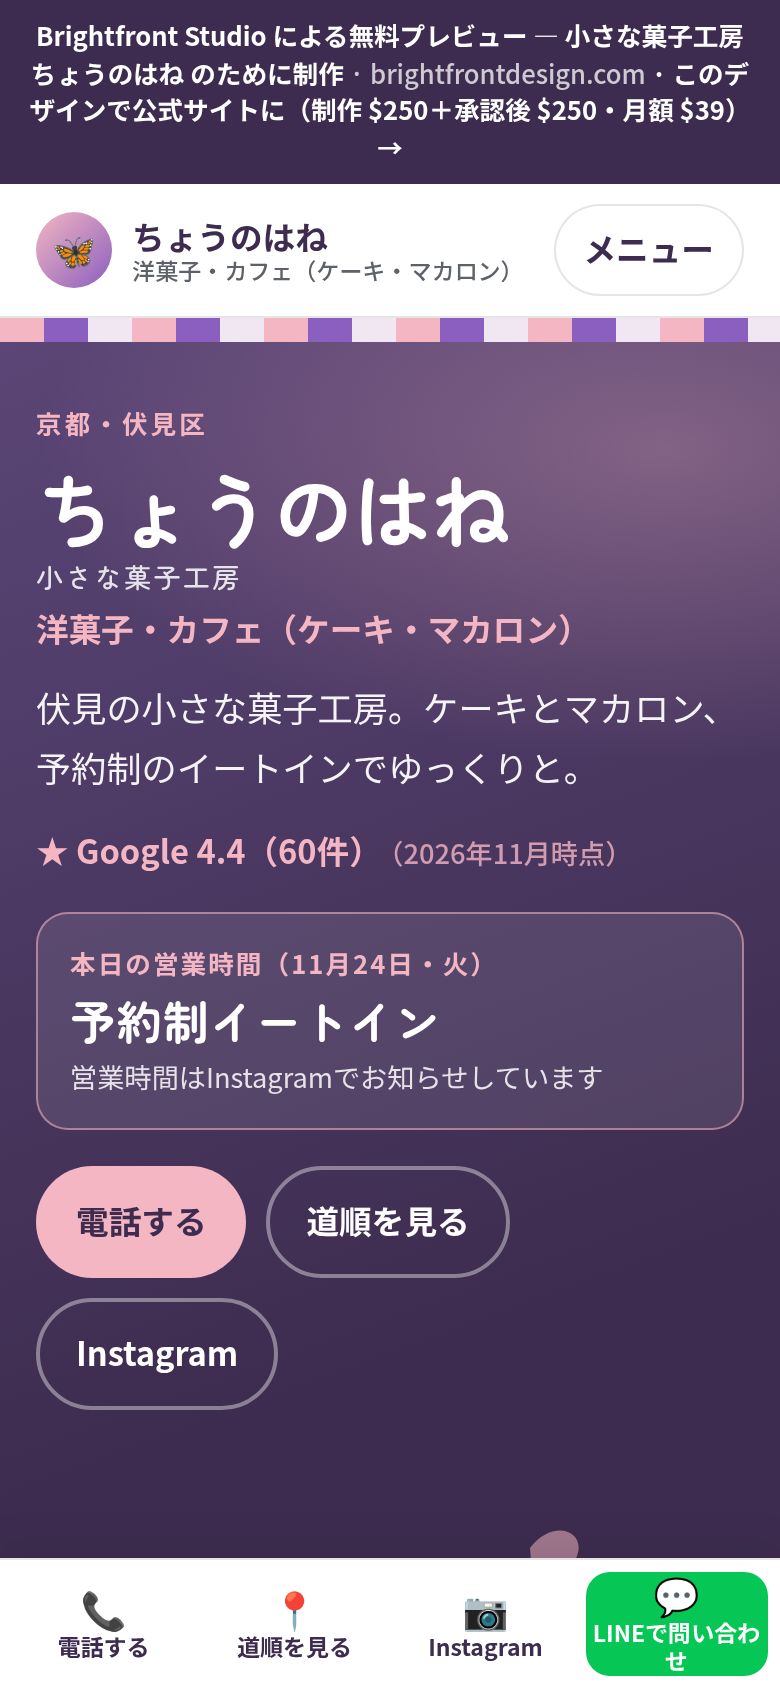 Brightfront Studio による無料プレビュー — 小さな菓子工房
ちょうのはね のために制作 · brightfrontdesign.com · このデ
ザインで公式サイトに（制作 $250＋承認後 $250・月額 $39）
→
ちょうのはね
洋菓子・カフェ（ケーキ・マカロン）
メニュー
京都・伏見区
ちょうのはね
小さな菓子工房
洋菓子・カフェ（ケーキ・マカロン）
伏見の小さな菓子工房。ケーキとマカロン、
予約制のイートインでゆっくりと。
★ Google 4.4（60件）（2026年11月時点）
本日の営業時間（11月24日・火）
予約制イートイン
営業時間はInstagramでお知らせしています
電話する
道順を見る
Instagram
電話する
道順を見る
Instagram
LINEで問い合わ
せ